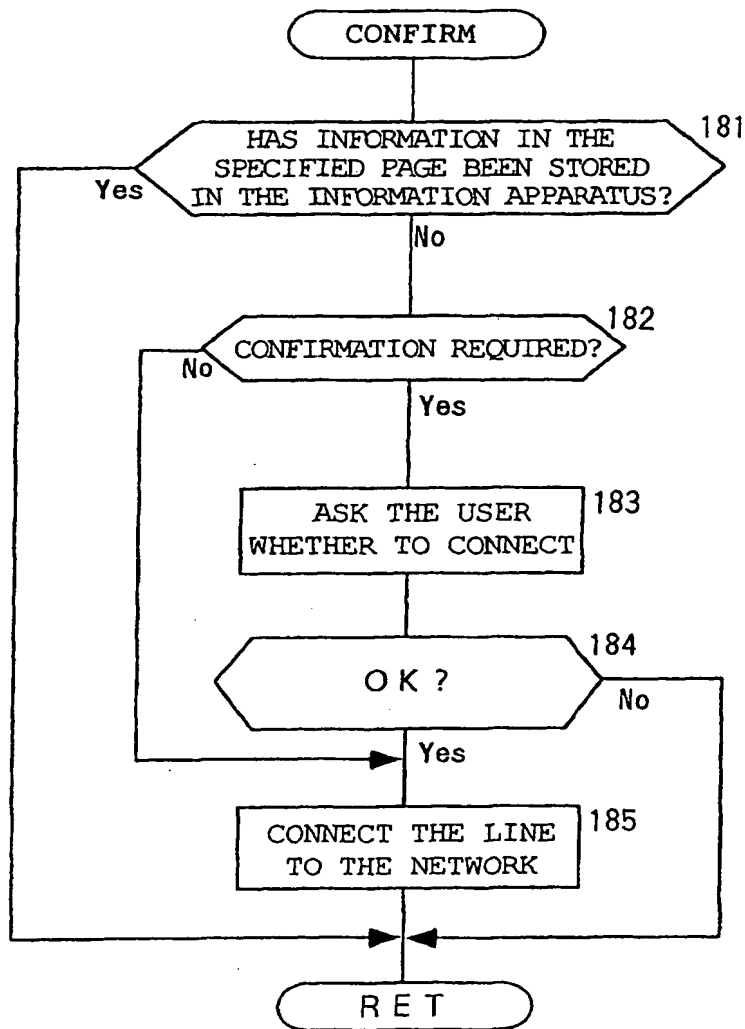 CONFIRM
181
HAS INFORMATION IN THE
SPECIFIED PAGE BEEN STORED
IN THE INFORMATION APPARATUS?
Yes
No
182
CONFIRMATION REQUIRED?
No
Yes
183
ASK THE USER
WHETHER TO CONNECT
184
OK?
No
Yes
185
CONNECT THE LINE
TO THE NETWORK
RET